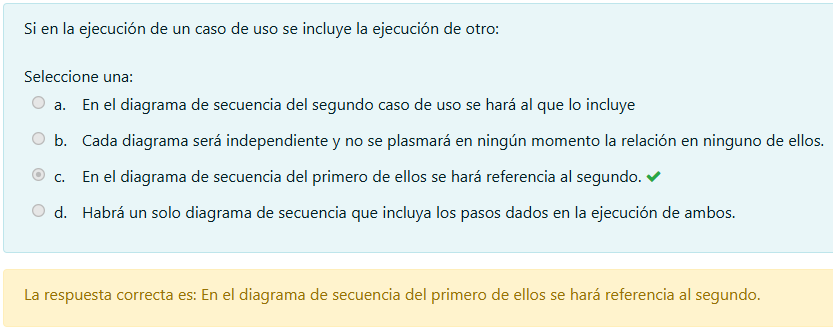 Si en la ejecución de un caso de uso se incluye la ejecución de otro:
Seleccione una:
a. En el diagrama de secuencia del segundo caso de uso se hará al que lo incluye
b. Cada diagrama será independiente y no se plasmará en ningún momento la relación en ninguno de ellos.
c. En el diagrama de secuencia del primero de ellos se hará referencia al segundo.
d. Habrá un solo diagrama de secuencia que incluya los pasos dados en la ejecución de ambos.
La respuesta correcta es: En el diagrama de secuencia del primero de ellos se hará referencia al segundo.